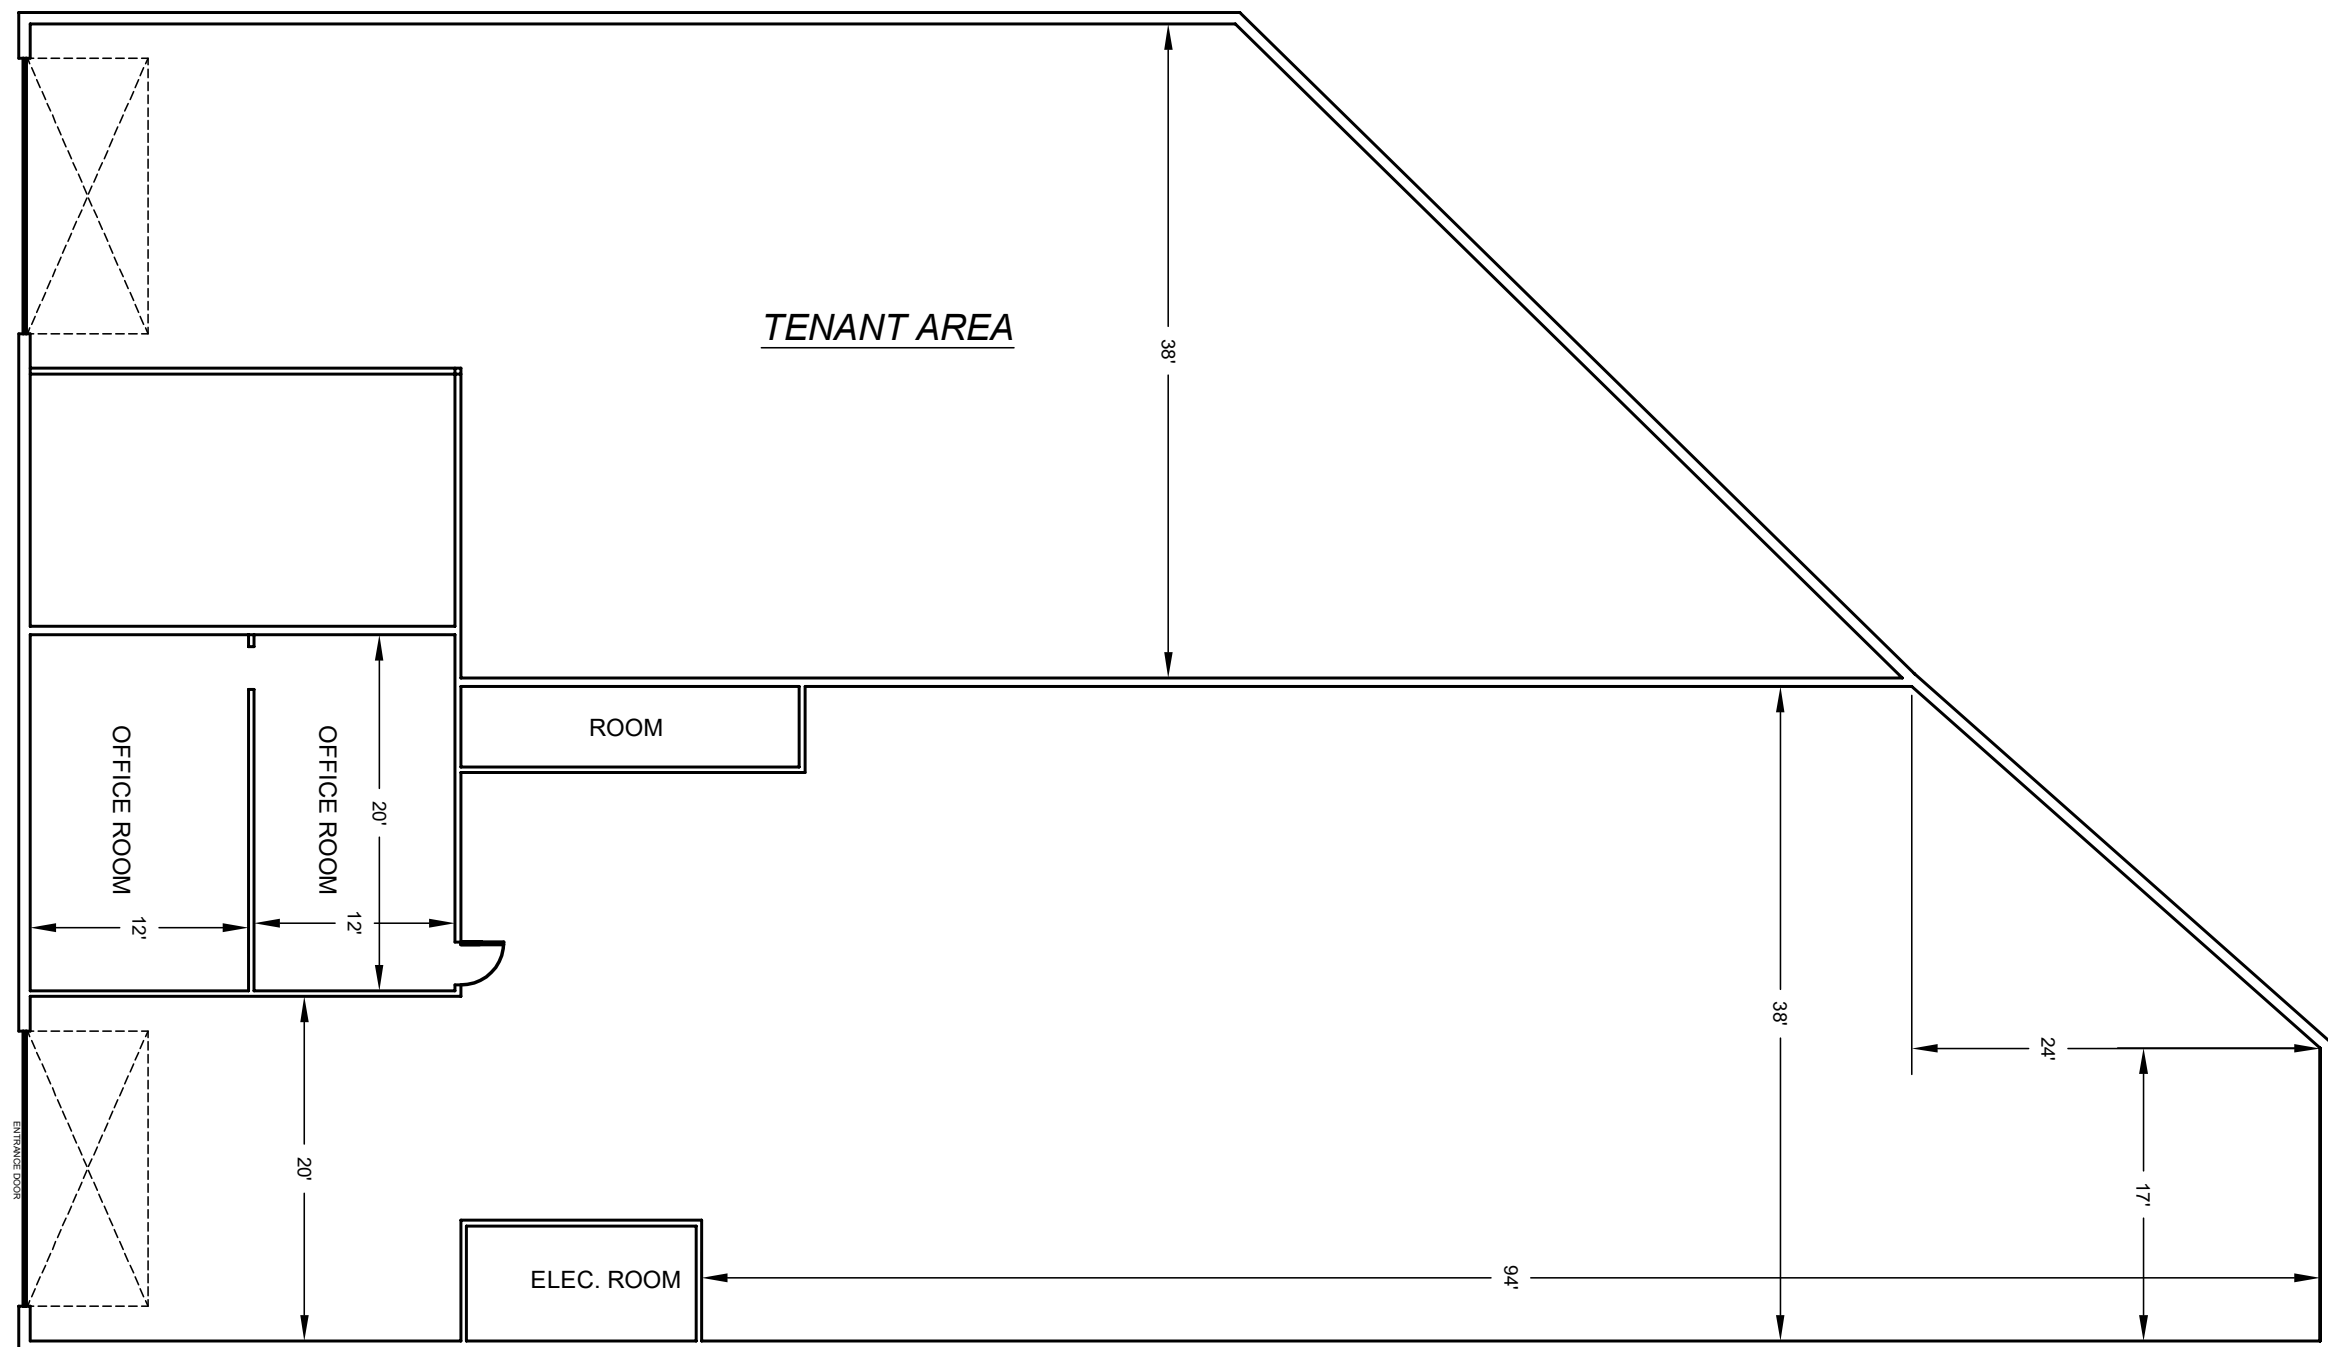 TENANT AREA
38'
ROOM
OFFICE ROOM
OFFICE ROOM
20'
12'
12'
38'
24'
17'
20'
ENTRANCE DOOR
ELEC. ROOM
94'